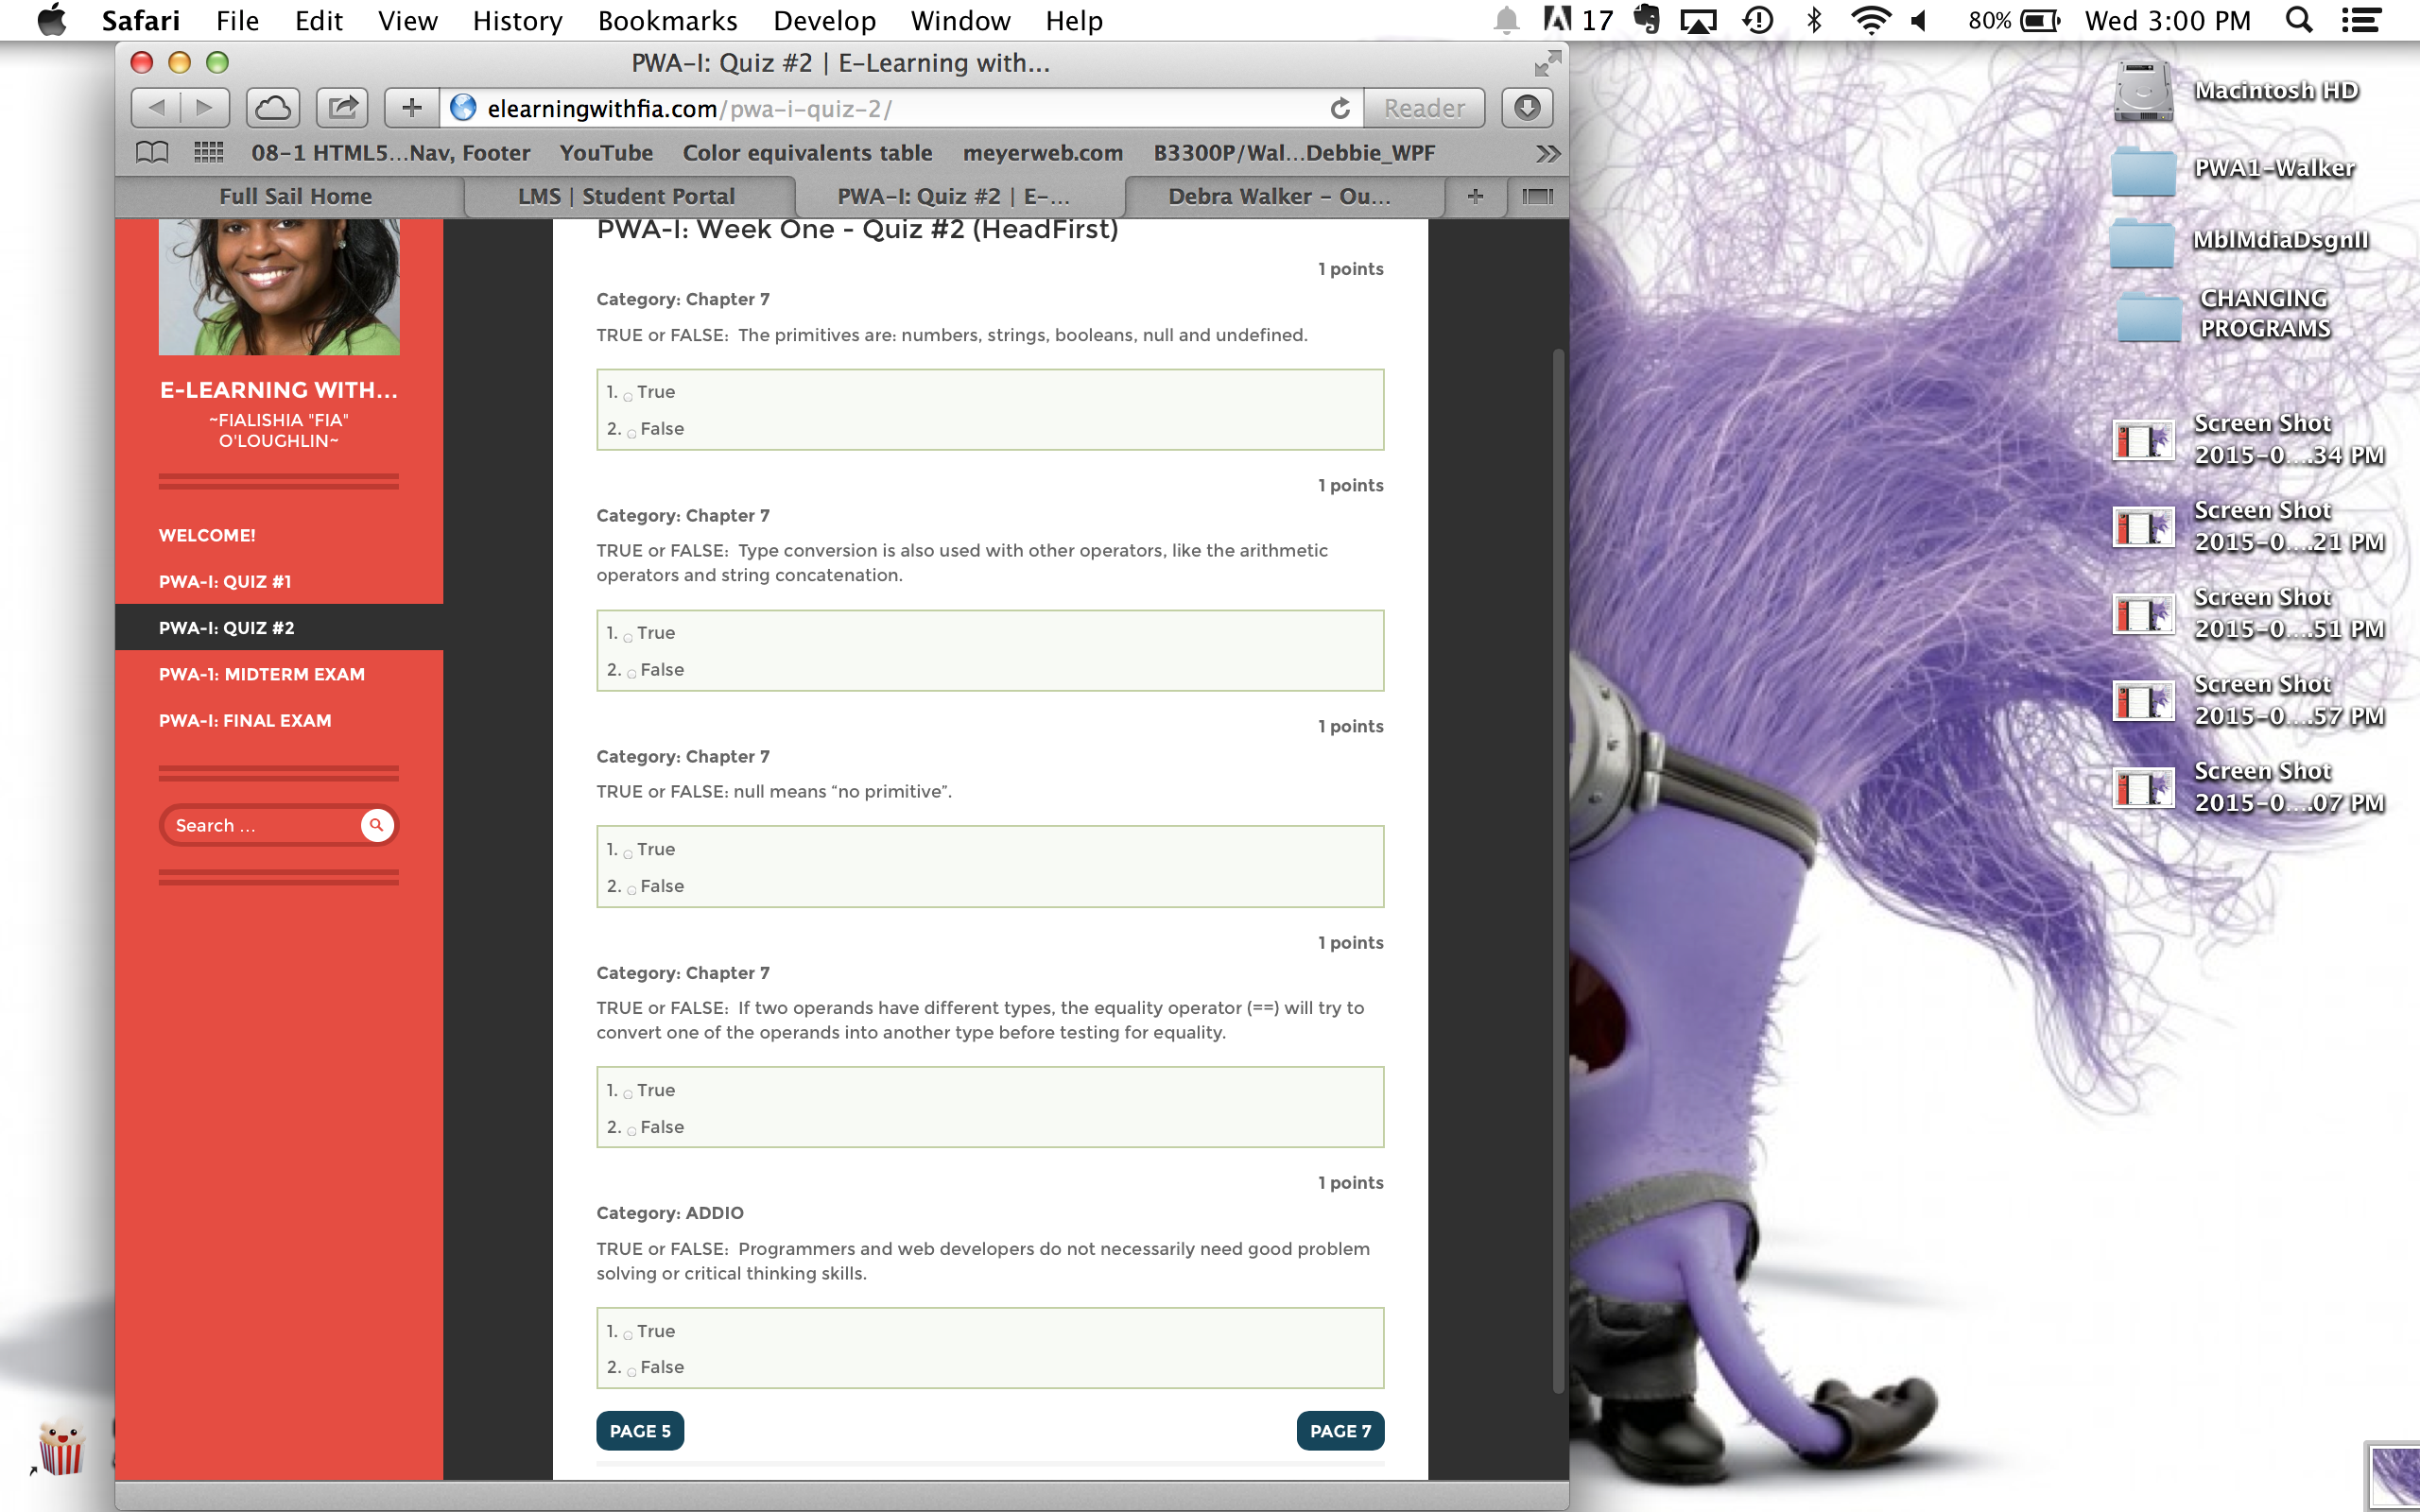 Safari File Edit View History Bookmarks Develop Window Help 17 80% Wed 3:00 PM
PWA-I: Quiz #2 | E-Learning with...
elearningwithfia.com/pwa-i-quiz-2/ Reader
08-1 HTML5...Nav, Footer YouTube Color equivalents table meyerweb.com B3300P/Wal...Debbie_WPF
Full Sail Home LMS | Student Portal PWA-I: Quiz #2 | E-... Debra Walker - Ou...
E-LEARNING WITH...
~FIALISHIA "FIA"
O'LOUGHLIN~
WELCOME!
PWA-I: QUIZ #1
PWA-I: QUIZ #2
PWA-1: MIDTERM EXAM
PWA-I: FINAL EXAM
Search ...
PWA-I: Week One - Quiz #2 (HeadFirst)
1 points
Category: Chapter 7
TRUE or FALSE: The primitives are: numbers, strings, booleans, null and undefined.
1. True
2. False
1 points
Category: Chapter 7
TRUE or FALSE: Type conversion is also used with other operators, like the arithmetic
operators and string concatenation.
1. True
2. False
1 points
Category: Chapter 7
TRUE or FALSE: null means “no primitive”.
1. True
2. False
1 points
Category: Chapter 7
TRUE or FALSE: If two operands have different types, the equality operator (==) will try to
convert one of the operands into another type before testing for equality.
1. True
2. False
1 points
Category: ADDIO
TRUE or FALSE: Programmers and web developers do not necessarily need good problem
solving or critical thinking skills.
1. True
2. False
PAGE 5 PAGE 7
Macintosh HD
PWA1-Walker
MblMdiaDsgnII
CHANGING
PROGRAMS
Screen Shot
2015-0....34 PM
Screen Shot
2015-0....21 PM
Screen Shot
2015-0....51 PM
Screen Shot
2015-0....57 PM
Screen Shot
2015-0....07 PM